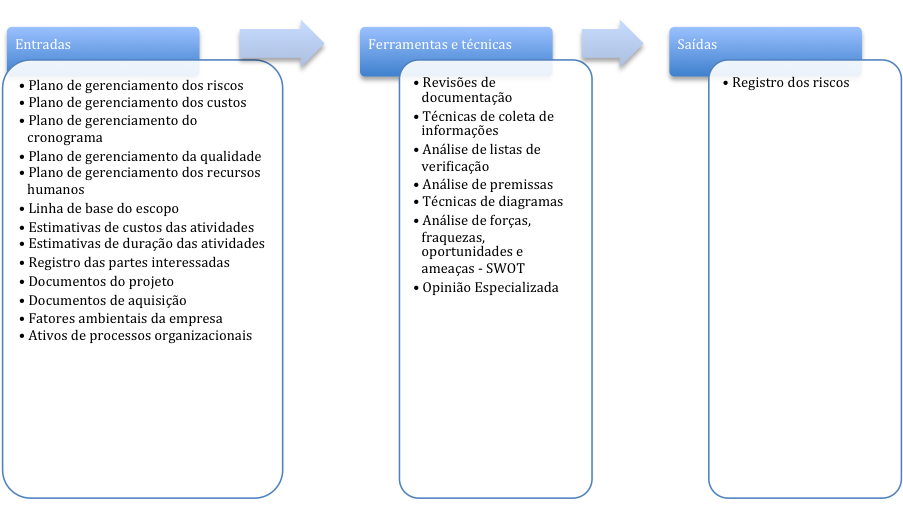 Entradas
• Plano de gerenciamento dos riscos
• Plano de gerenciamento dos custos
• Plano de gerenciamento do
cronograma
• Plano de gerenciamento da qualidade
• Plano de gerenciamento dos recursos
humanos
• Linha de base do escopo
• Estimativas de custos das atividades
• Estimativas de duração das atividades
• Registro das partes interessadas
• Documentos do projeto
• Documentos de aquisição
• Fatores ambientais da empresa
• Ativos de processos organizacionais
Ferramentas e técnicas
• Revisões de
documentação
• Técnicas de coleta de
informações
• Análise de listas de
verificação
• Análise de premissas
• Técnicas de diagramas
• Análise de forças,
fraquezas,
oportunidades e
ameaças - SWOT
• Opinião Especializada
Saídas
• Registro dos riscos